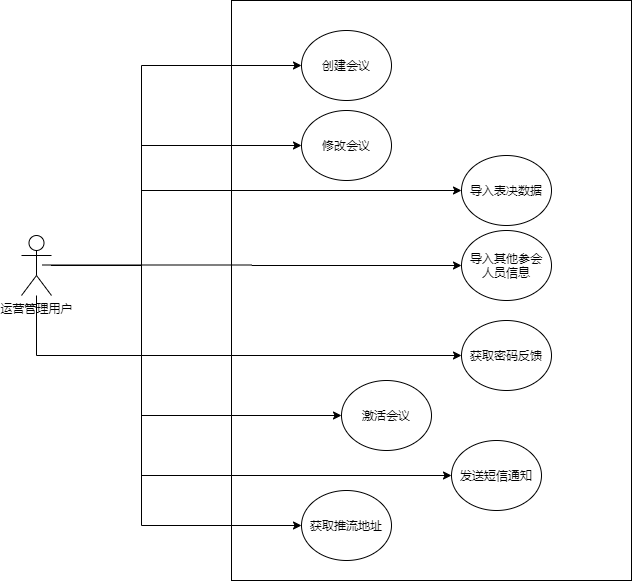 创建会议
修改会议
导入表决数据
运营管理用户
导入其他参会
人员信息
获取密码反馈
激活会议
发送短信通知
获取推流地址